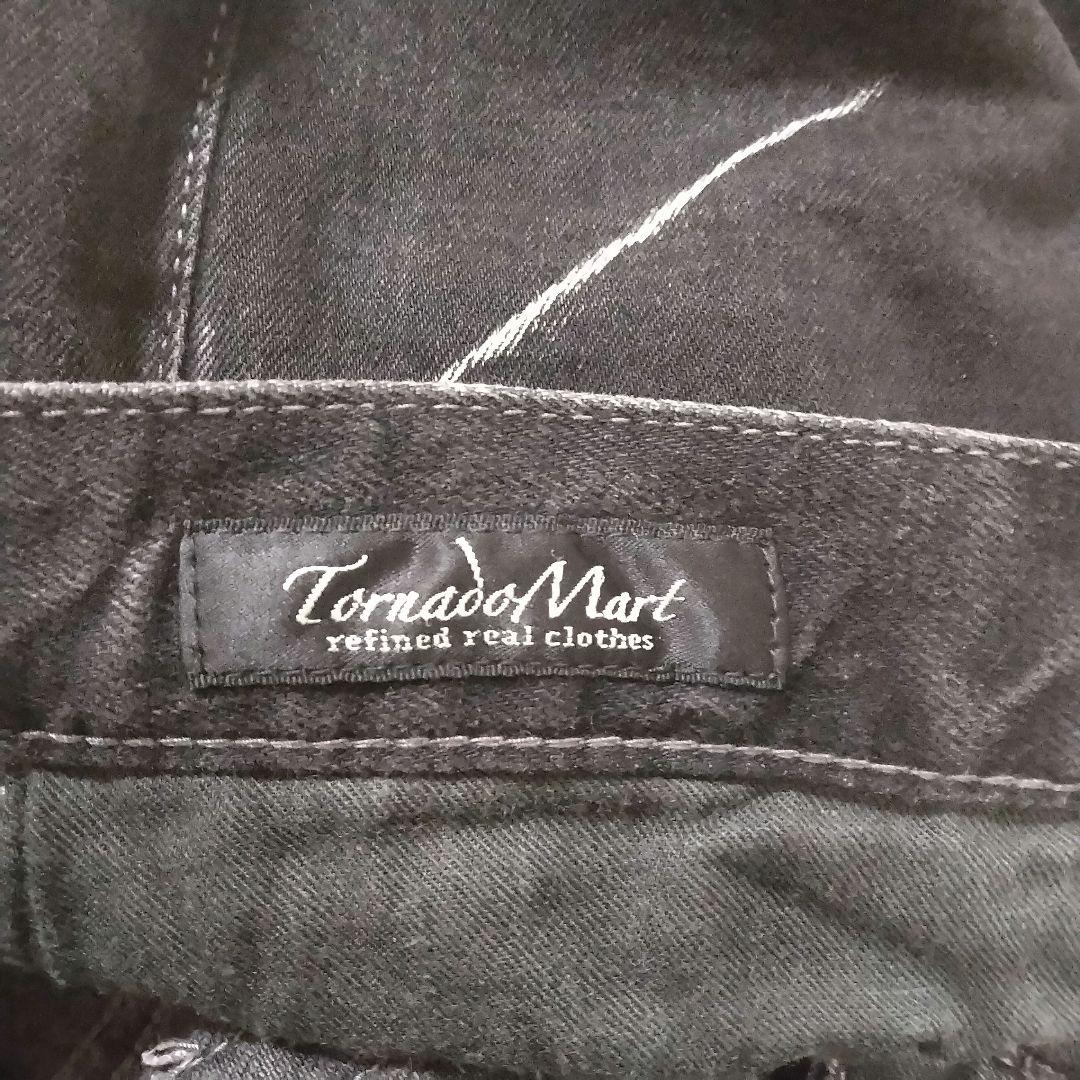 TornadoMart
refined real clothes